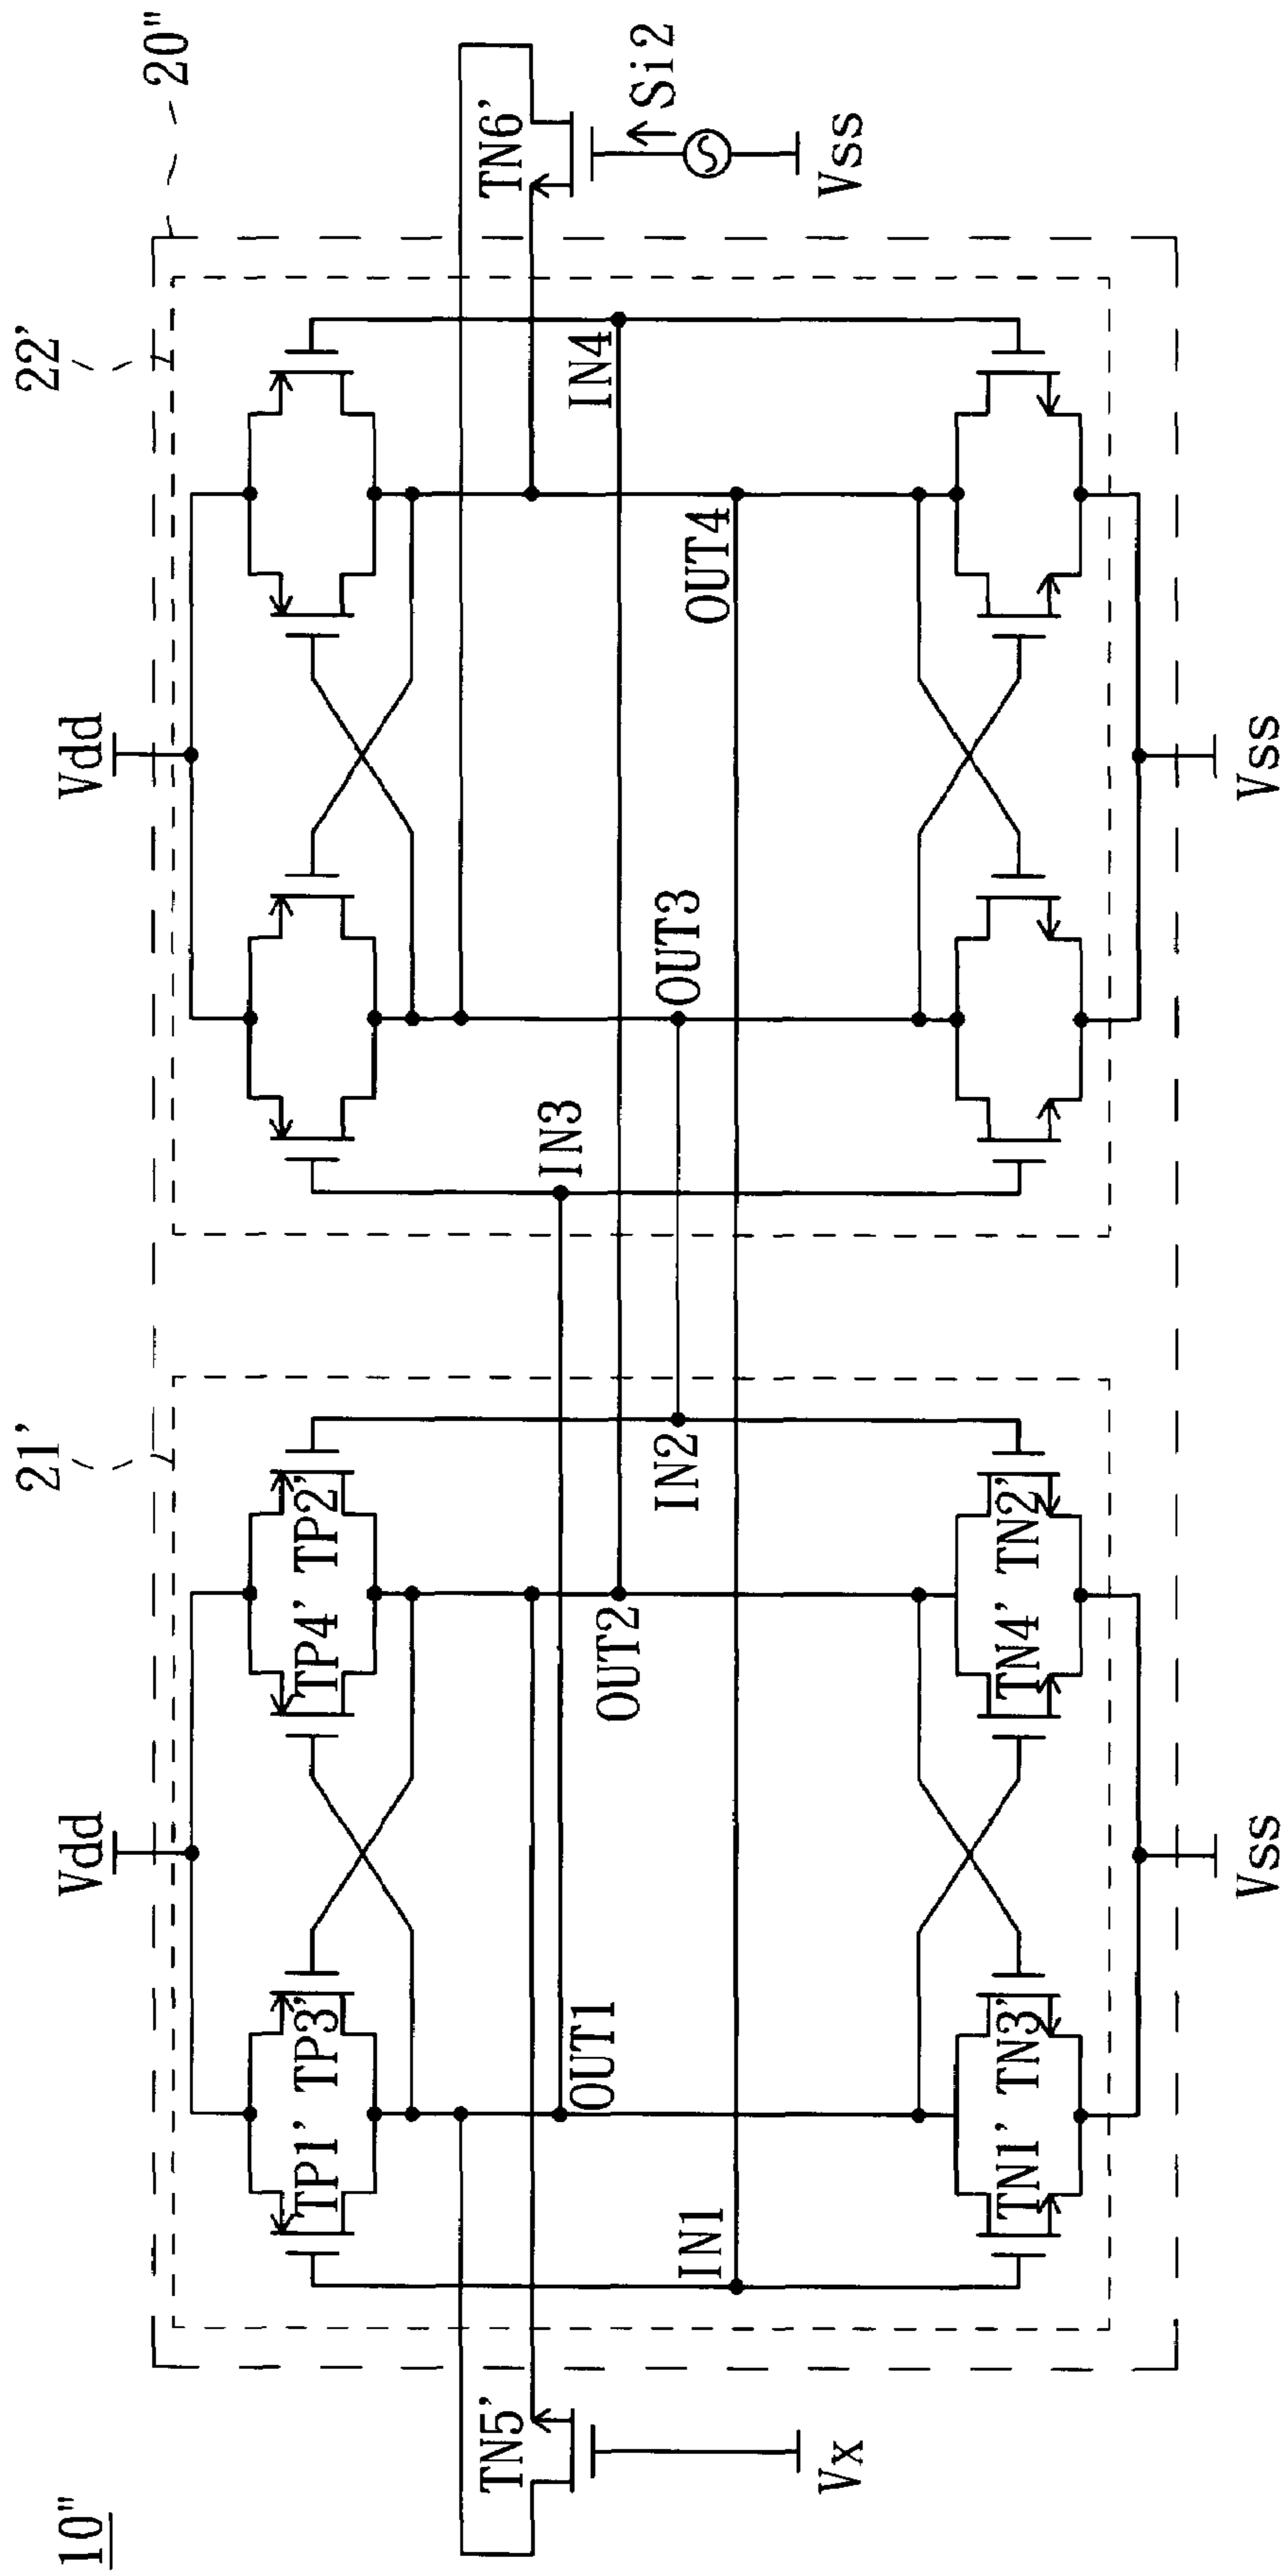 10"
21'
22'
20"
Vdd
Vdd
TP1' TP3'
TP4' TP2'
TN5'
TN6'
OUT1
IN3
IN4
Si2
OUT2
IN2
OUT3
IN1
OUT4
Vx
Vss
TN1' TN3'
TN4' TN2'
Vss
Vss